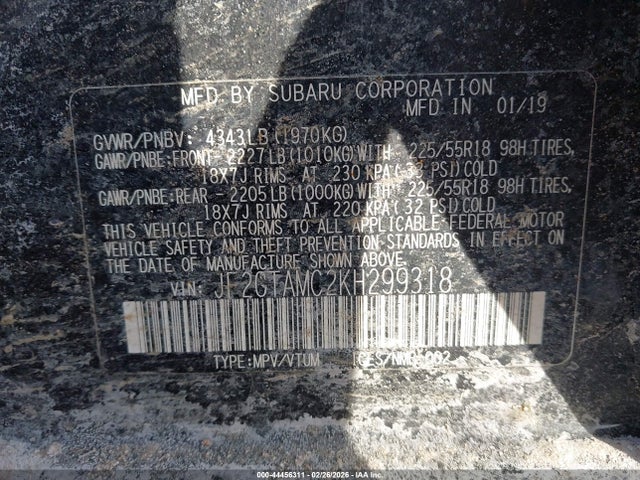 MFD BY SUBARU CORPORATION
MFD IN 01/19
GVWR/PNBV: 4343LB(1970KG)
GAWR/PNBE:FRONT-2227LB(1010KG)WITH 225/55R18 98H TIRES,
18X7J RIMS AT 230 KPA(33 PSI)COLD
GAWR/PNBE:REAR -2205LB(1000KG)WITH 225/55R18 98H TIRES,
18X7J RIMS AT 220 KPA(32 PSI)COLD
THIS VEHICLE CONFORMS TO ALL APPLICABLE FEDERAL MOTOR
VEHICLE SAFETY AND THEFT PREVENTION STANDARDS IN EFFECT ON
THE DATE OF MANUFACTURE SHOWN ABOVE.
VIN: JF2GTAMC2KH299318
TYPE:MPV/VTUM
000-44456311 - 02/26/2026 - IAA Inc.